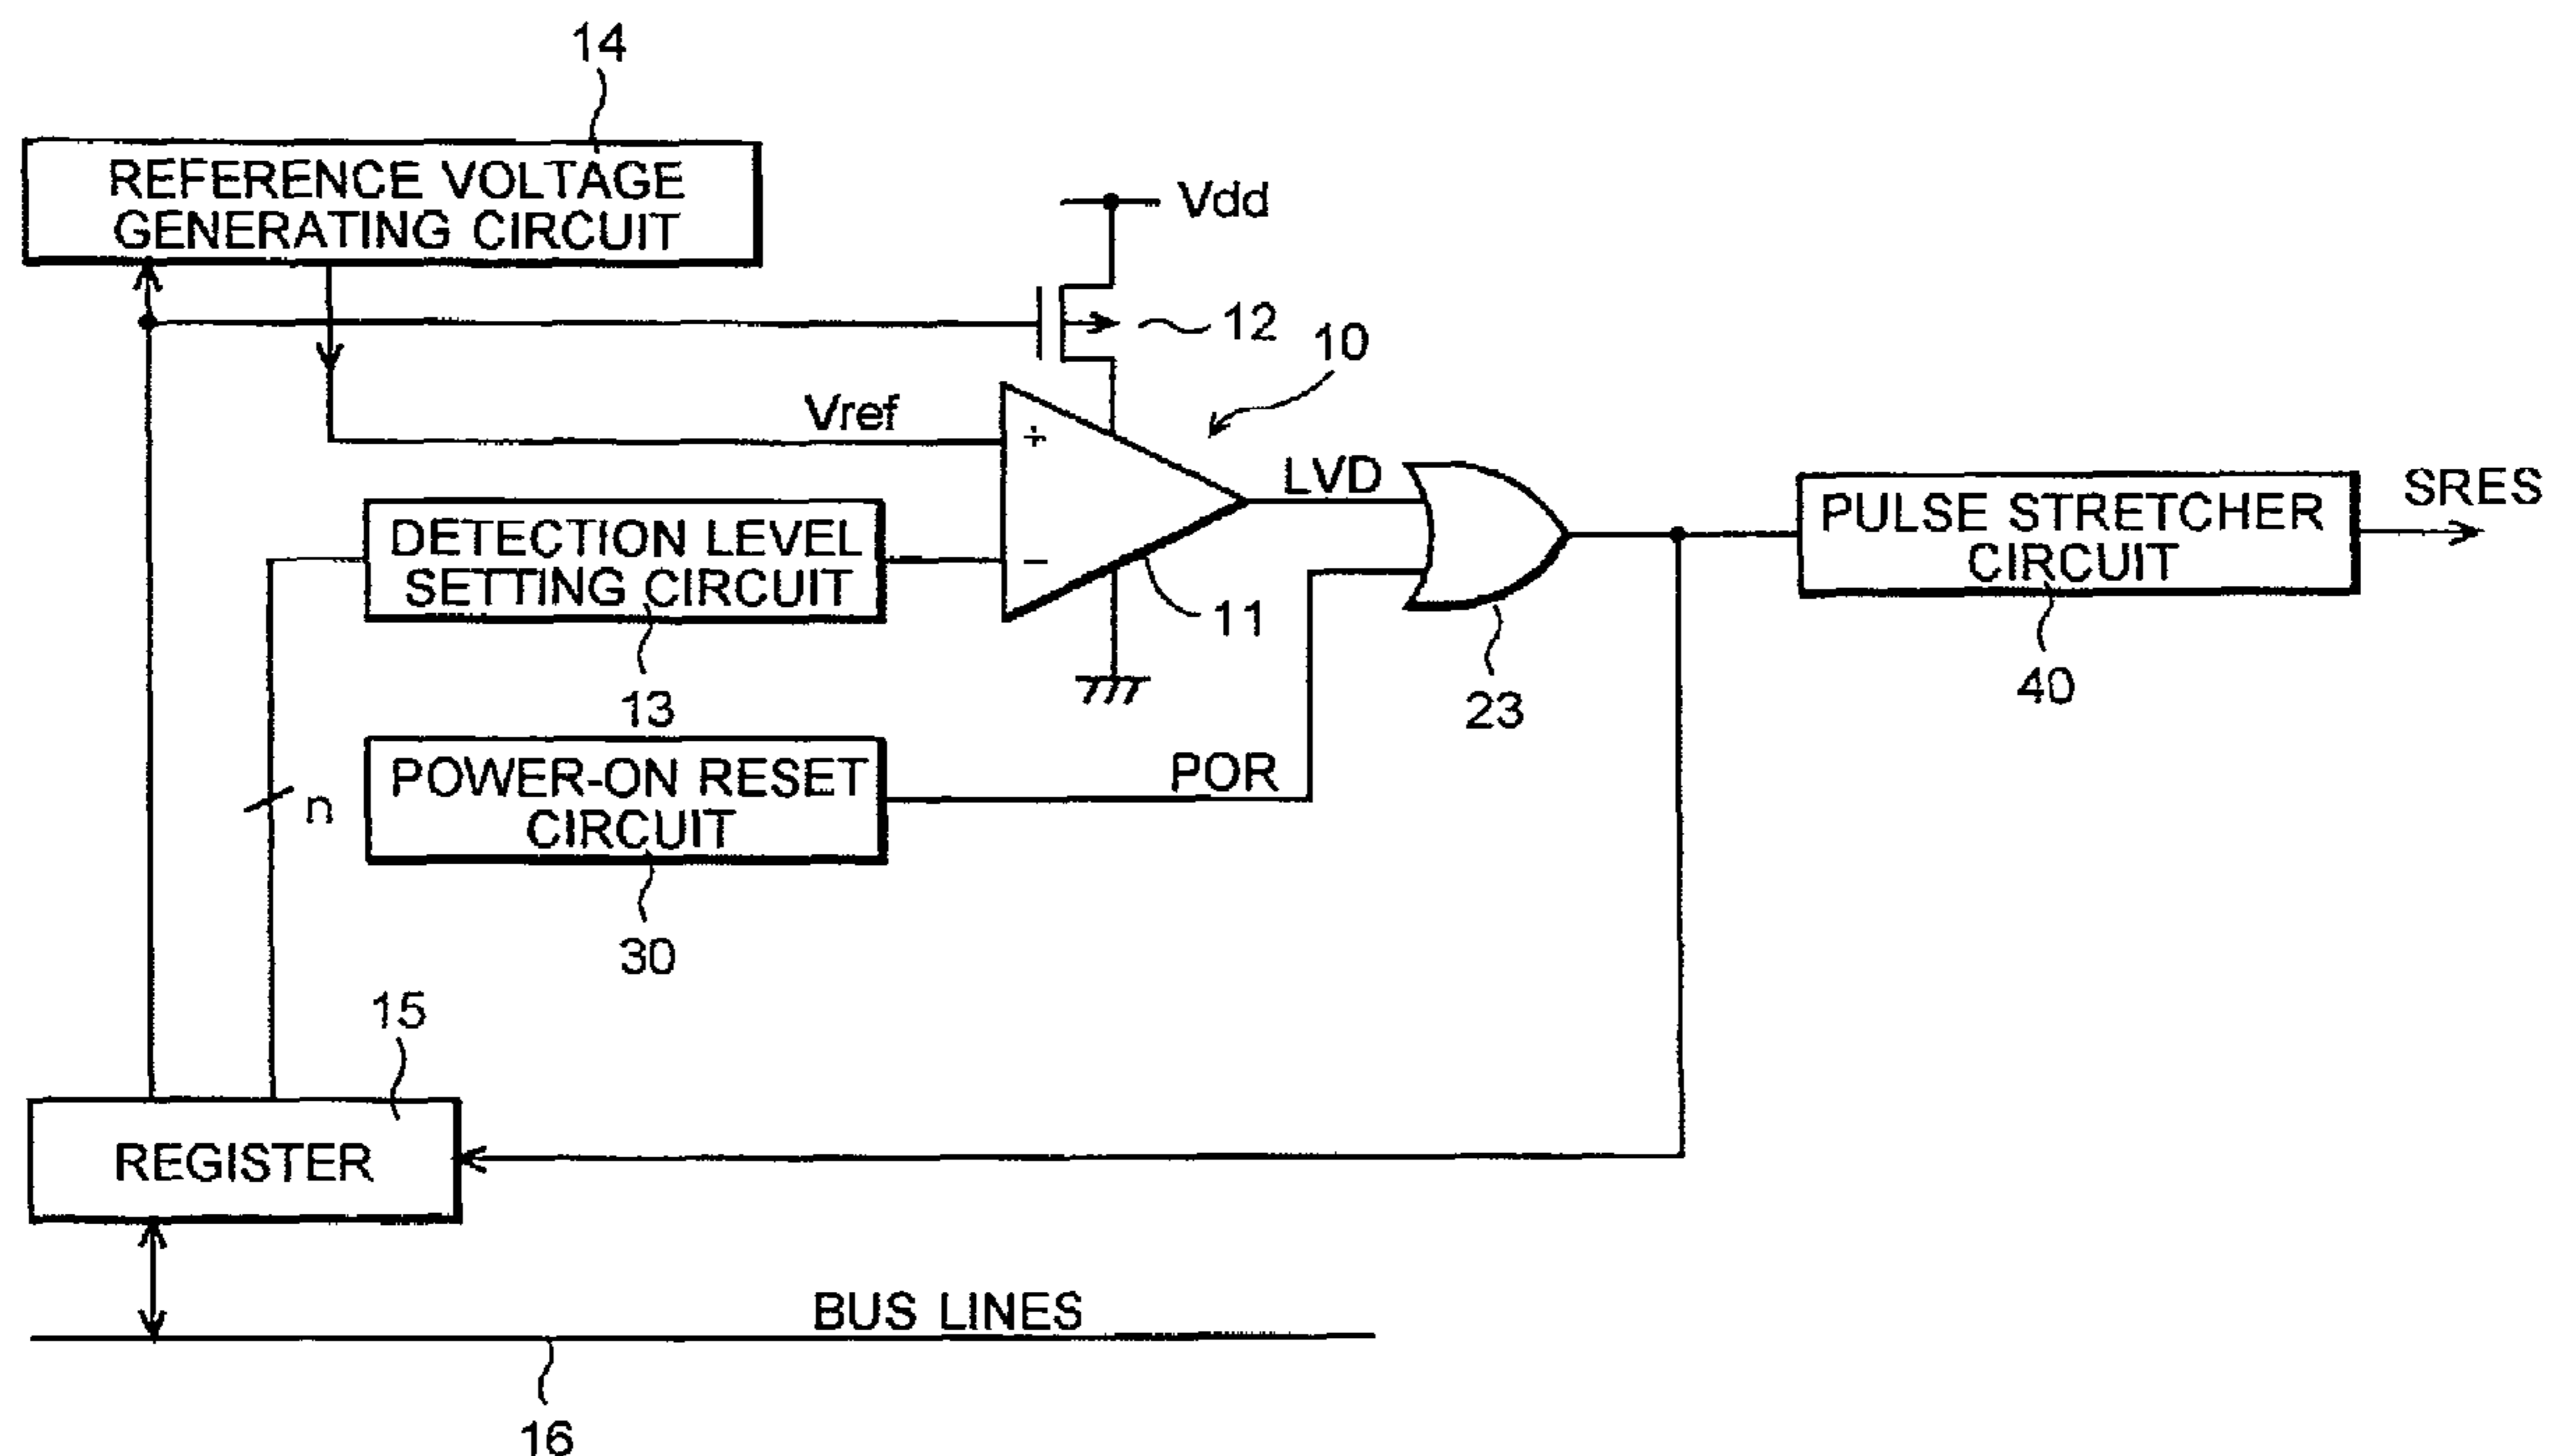 14
REFERENCE VOLTAGE
GENERATING CIRCUIT
Vdd
12
10
Vref
+
LVD
SRES
DETECTION LEVEL
SETTING CIRCUIT
−
11
PULSE STRETCHER
CIRCUIT
13
23
40
POWER-ON RESET
CIRCUIT
POR
n
30
15
REGISTER
BUS LINES
16